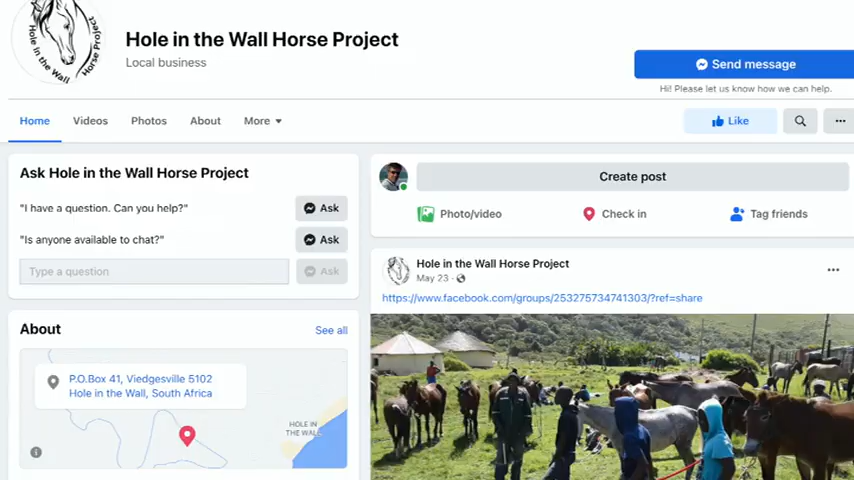 Hole in the Wall Horse Project
Hole in the Wall Horse Project
Local business
Send message
Hi! Please let us know how we can help.
Home
Videos
Photos
About
More
Like
Ask Hole in the Wall Horse Project
"I have a question. Can you help?"
Ask
"Is anyone available to chat?"
Ask
Type a question
Ask
About
See all
P.O.Box 41, Viedgesville 5102
Hole in the Wall, South Africa
HOLE IN
THE WALL
Create post
Photo/video
Check in
Tag friends
Hole in the Wall Horse Project
May 23
https://www.facebook.com/groups/253275734741303/?ref=share